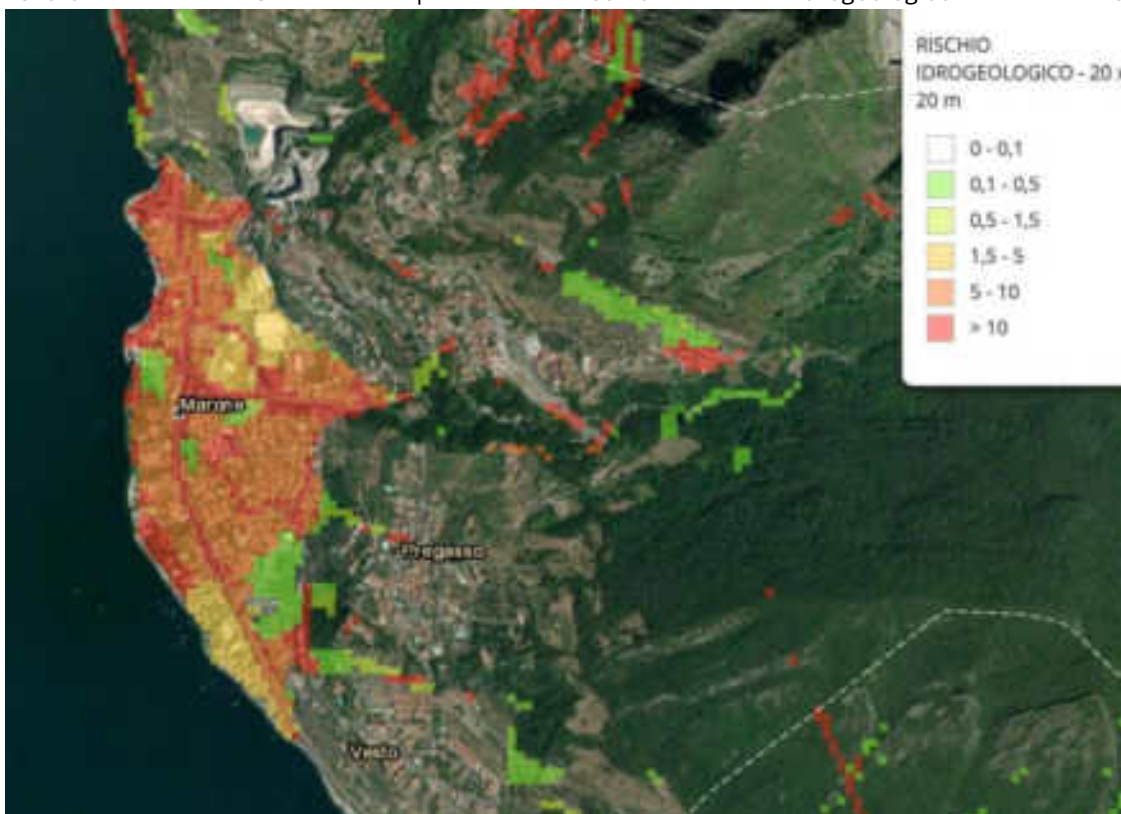 RISCHIO
IDROGEOLOGICO - 20 x
20 m
0 - 0,1
0,1 - 0,5
0,5 - 1,5
1,5 - 5
5 - 10
> 10
Marone
Pregasso
Vesto